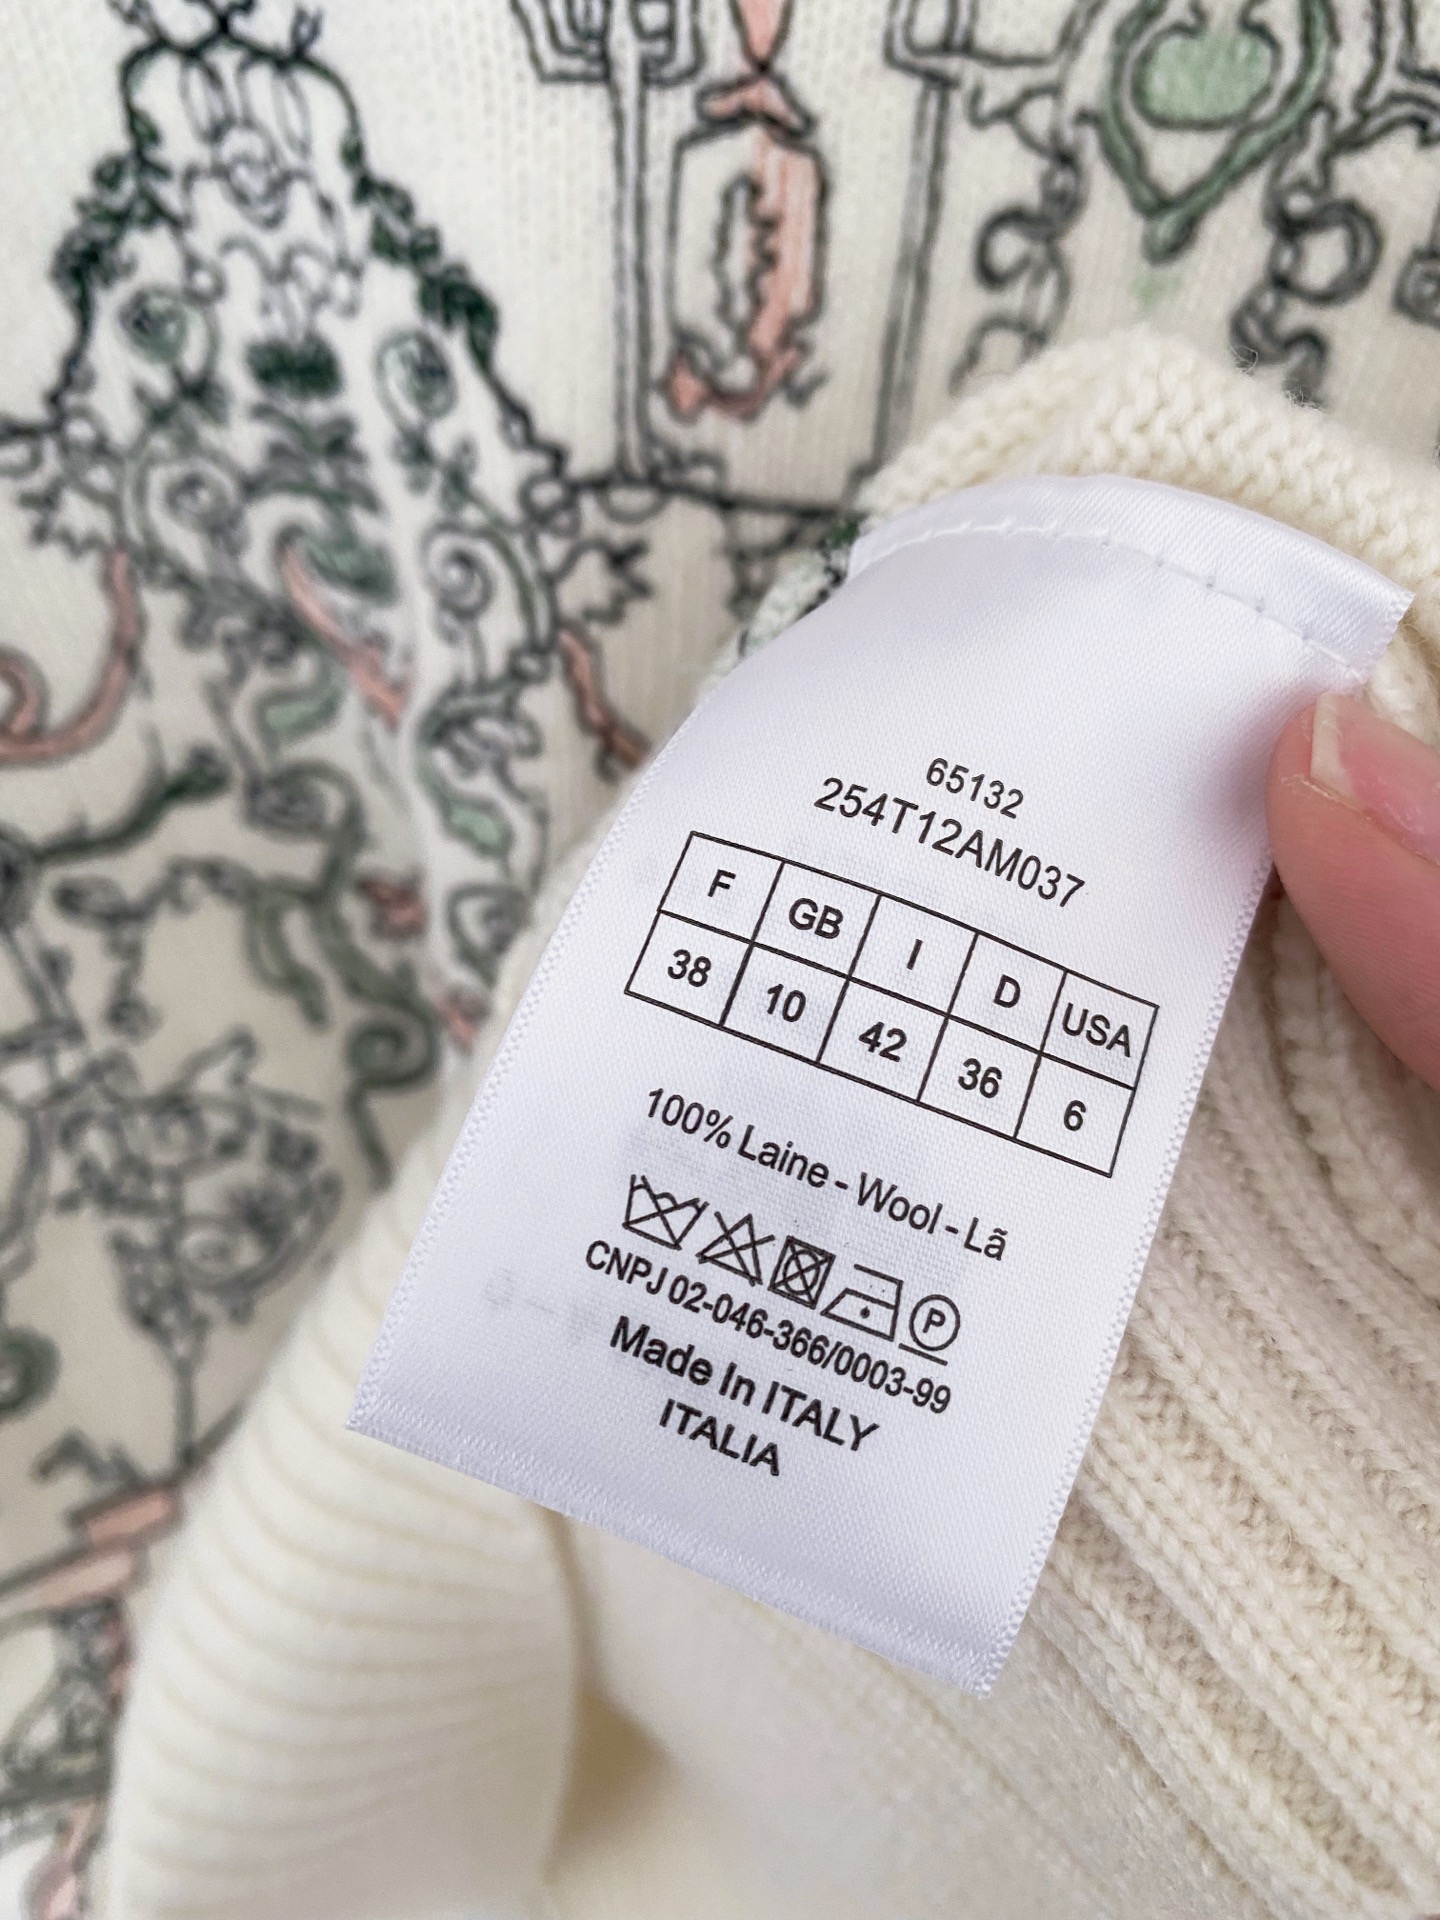 65132
254T12AM037
F GB I D USA
38 10 42 36 6
100% Laine - Wool - Lã
P
CNPJ 02-046-366/0003-99
Made In ITALY
ITALIA